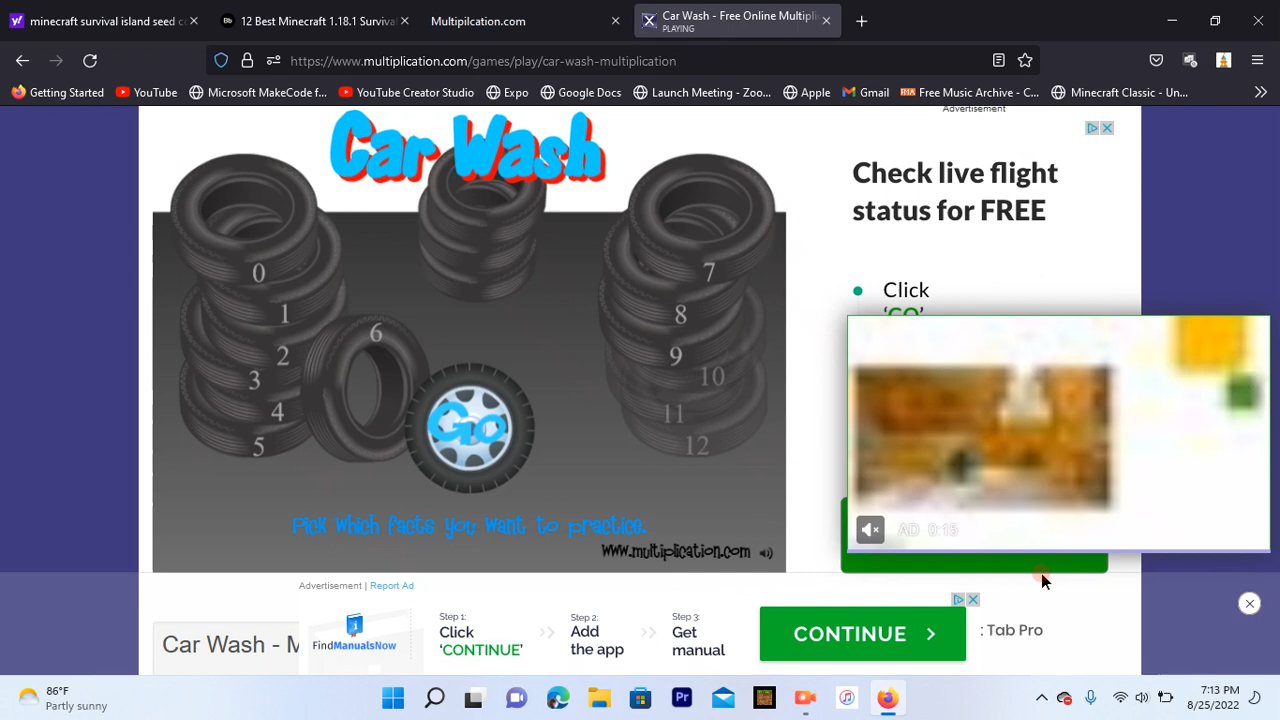 minecraft survival island seed c
12 Best Minecraft 1.18.1 Surviva
Multipilcation.com
Car Wash - Free Online Multipli
PLAYING
https://www.multiplication.com/games/play/car-wash-multiplication
Getting Started
YouTube
Microsoft MakeCode f...
YouTube Creator Studio
Expo
Google Docs
Launch Meeting - Zoo...
Apple
Gmail
Free Music Archive - C...
Minecraft Classic - Un...
Car Wash
0
1
2
3
4
5
6
7
8
9
10
11
12
Go
Pick which facts you want to practice.
www.multiplication.com
Advertisement
Check live flight
status for FREE
Click
‘GO’
AD 0:15
Advertisement | Report Ad
Car Wash - M
FindManualsNow
Step 1:
Click
‘CONTINUE’
Step 2:
Add
the app
Step 3:
Get
manual
CONTINUE
: Tab Pro
86°F
Partly sunny
7:13 PM
8/25/2022